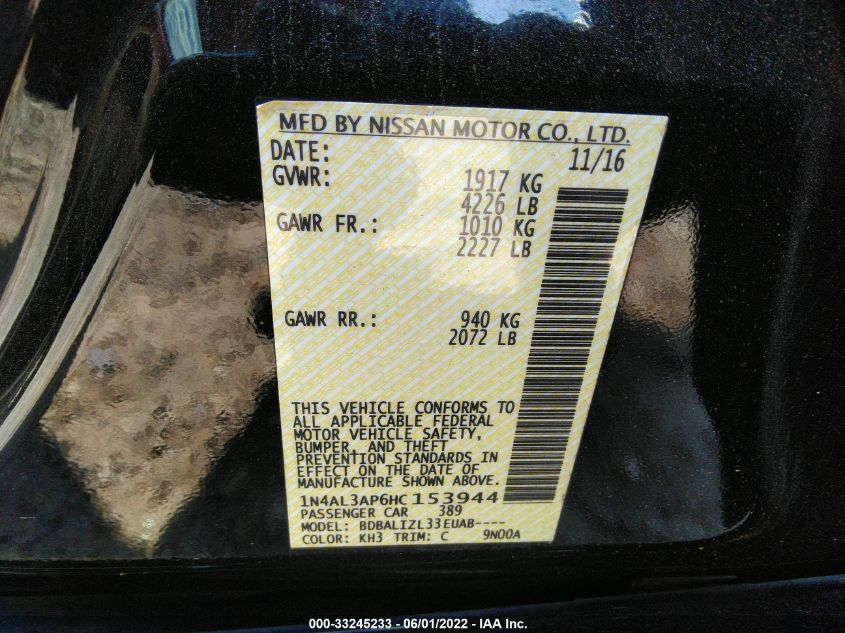 MFD BY NISSAN MOTOR CO., LTD.
DATE: 11/16
GVWR: 1917 KG
4226 LB
GAWR FR.: 1010 KG
2227 LB
GAWR RR.: 940 KG
2072 LB
THIS VEHICLE CONFORMS TO
ALL APPLICABLE FEDERAL
MOTOR VEHICLE SAFETY,
BUMPER, AND THEFT
PREVENTION STANDARDS IN
EFFECT ON THE DATE OF
MANUFACTURE SHOWN ABOVE.
1N4AL3AP6HC153944
PASSENGER CAR 389
MODEL: BDBALIZL33EUAB----
COLOR: KH3 TRIM: C 9N00A
000-33245233 - 06/01/2022 - IAA Inc.